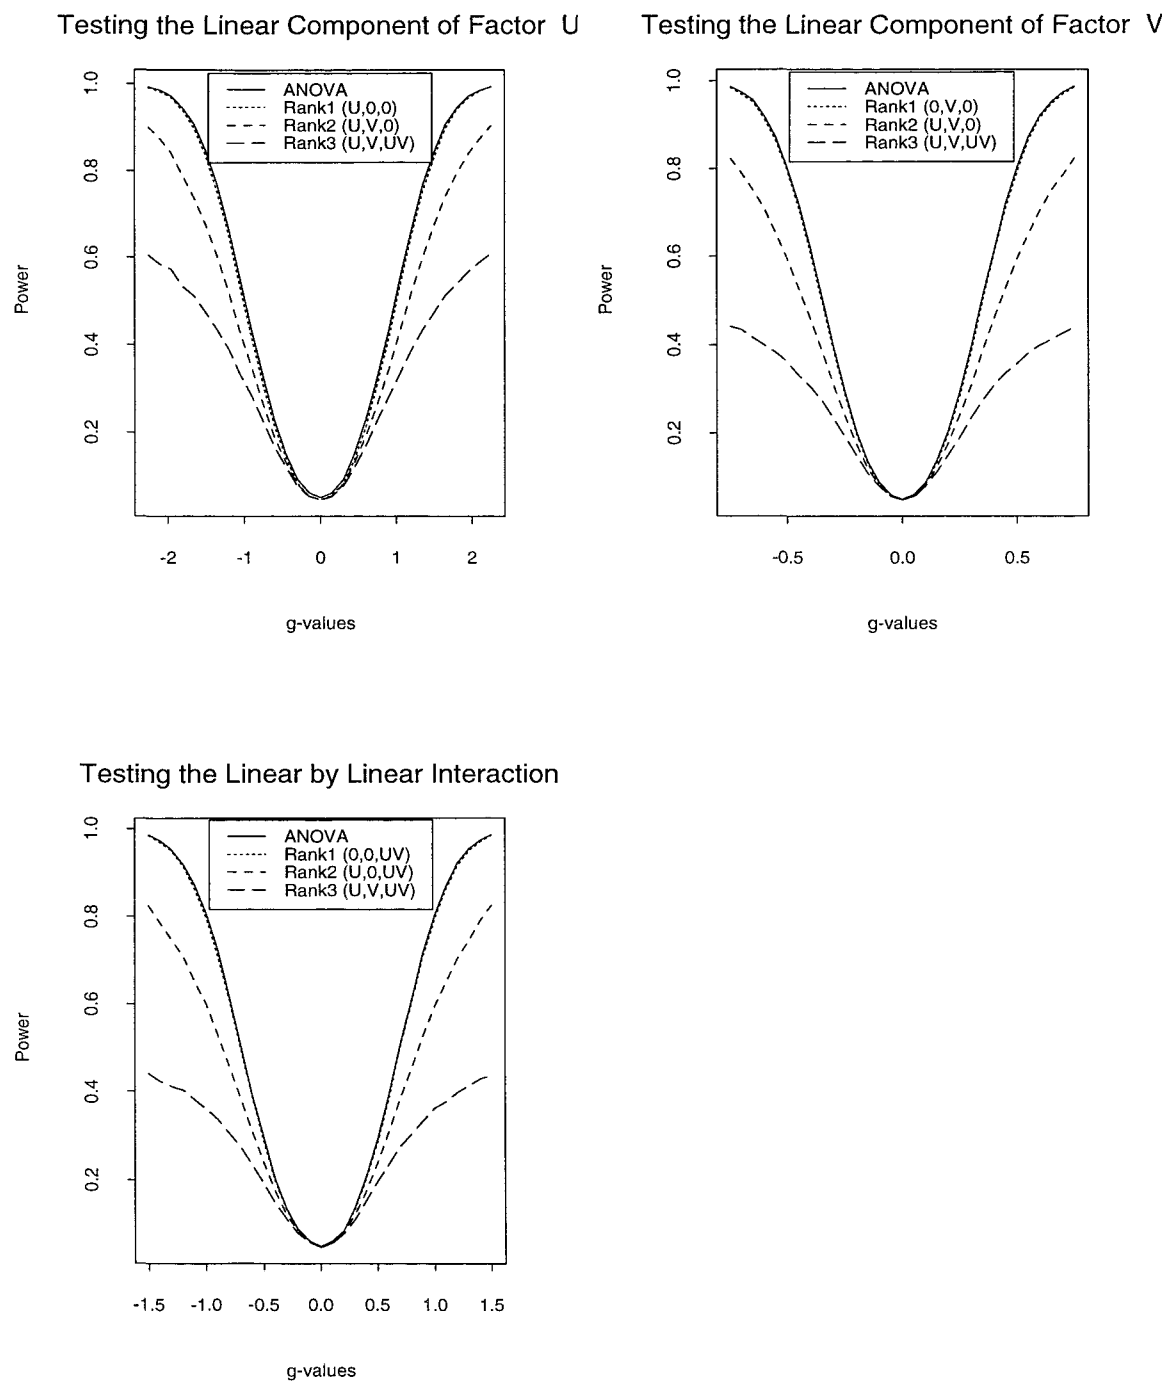 Testing the Linear Component of Factor U
1.0
0.8
0.6
0.4
0.2
Power
ANOVA
Rank1 (U,0,0)
Rank2 (U,V,0)
Rank3 (U,V,UV)
-2 -1 0 1 2
g-values
Testing the Linear Component of Factor V
1.0
0.8
0.6
0.4
0.2
Power
ANOVA
Rank1 (0,V,0)
Rank2 (U,V,0)
Rank3 (U,V,UV)
-0.5 0.0 0.5
g-values
Testing the Linear by Linear Interaction
1.0
0.8
0.6
0.4
0.2
Power
ANOVA
Rank1 (0,0,UV)
Rank2 (U,0,UV)
Rank3 (U,V,UV)
-1.5 -1.0 -0.5 0.0 0.5 1.0 1.5
g-values